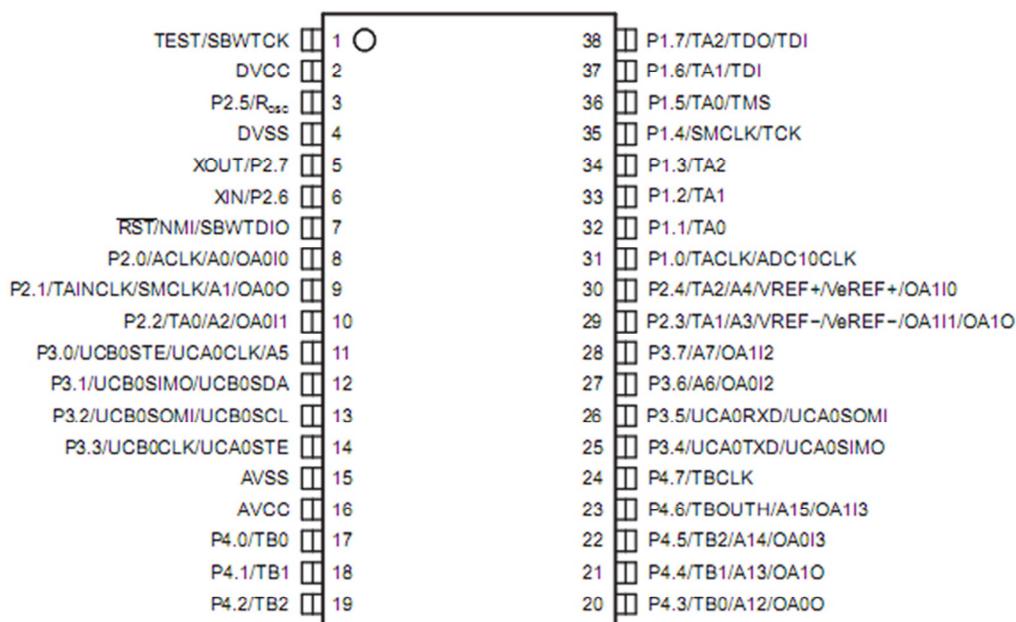 TEST/SBWTCK 1 38 P1.7/TA2/TDO/TDI
DVCC 2 37 P1.6/TA1/TDI
P2.5/Rosc 3 36 P1.5/TA0/TMS
DVSS 4 35 P1.4/SMCLK/TCK
XOUT/P2.7 5 34 P1.3/TA2
XIN/P2.6 6 33 P1.2/TA1
RST/NMI/SBWTDIO 7 32 P1.1/TA0
P2.0/ACLK/A0/OA0I0 8 31 P1.0/TACLK/ADC10CLK
P2.1/TAINCLK/SMCLK/A1/OA0O 9 30 P2.4/TA2/A4/VREF+/VeREF+/OA1I0
P2.2/TA0/A2/OA0I1 10 29 P2.3/TA1/A3/VREF−/VeREF−/OA1I1/OA1O
P3.0/UCB0STE/UCA0CLK/A5 11 28 P3.7/A7/OA1I2
P3.1/UCB0SIMO/UCB0SDA 12 27 P3.6/A6/OA0I2
P3.2/UCB0SOMI/UCB0SCL 13 26 P3.5/UCA0RXD/UCA0SOMI
P3.3/UCB0CLK/UCA0STE 14 25 P3.4/UCA0TXD/UCA0SIMO
AVSS 15 24 P4.7/TBCLK
AVCC 16 23 P4.6/TBOUTH/A15/OA1I3
P4.0/TB0 17 22 P4.5/TB2/A14/OA0I3
P4.1/TB1 18 21 P4.4/TB1/A13/OA1O
P4.2/TB2 19 20 P4.3/TB0/A12/OA0O